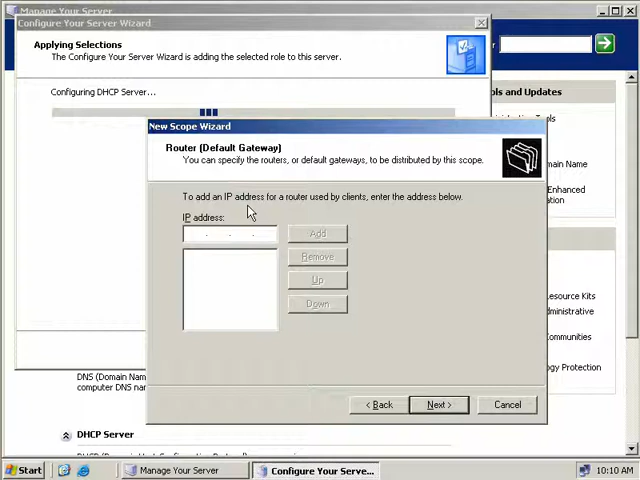 Manage Your Server
Configure Your Server Wizard
Applying Selections
The Configure Your Server Wizard is adding the selected role to this server.
Configuring DHCP Server...
New Scope Wizard
Router (Default Gateway)
You can specify the routers, or default gateways, to be distributed by this scope.
To add an IP address for a router used by clients, enter the address below.
IP address:
. . .
Add
Remove
Up
Down
< Back
Next >
Cancel
ols and Updates
Tools
main Name
Enhanced
esource Kits
dministrative
ommunities
ogy Protection
DNS (Domain Nam
computer DNS na
DHCP Server
Start
Manage Your Server
Configure Your Serve...
10:10 AM